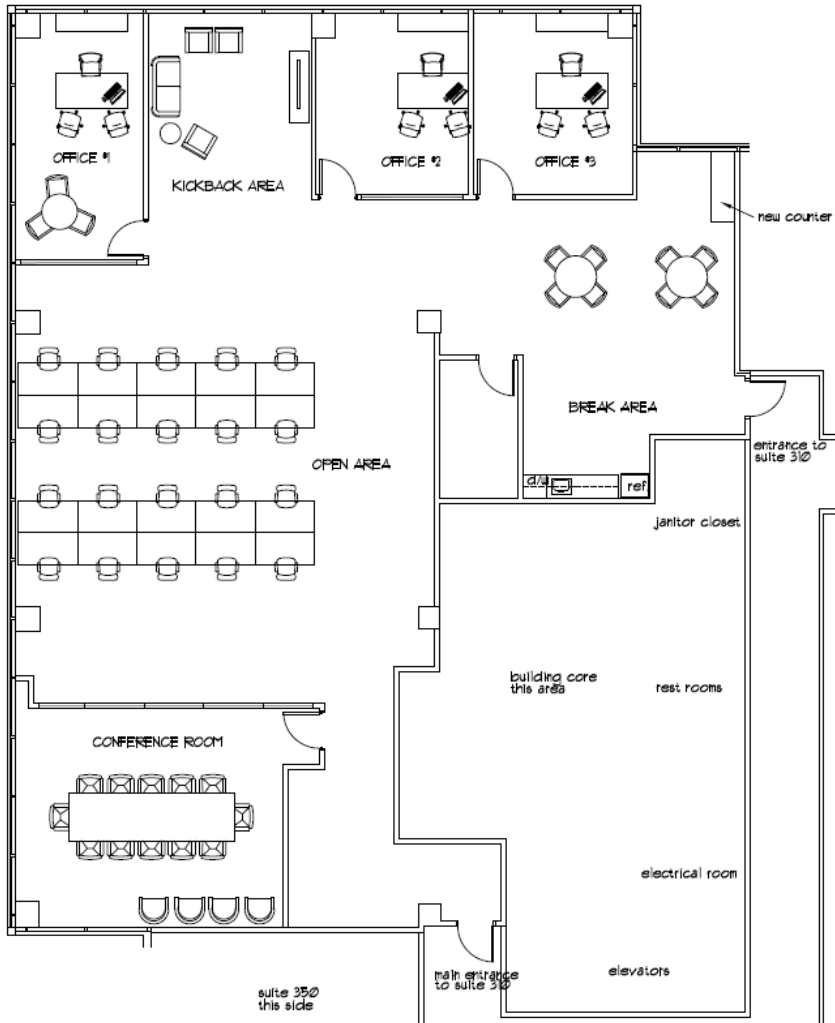 OFFICE #1
KICKBACK AREA
OFFICE #2
OFFICE #3
new counter
BREAK AREA
entrance to
suite 310
OPEN AREA
d/w
ref
janitor closet
building core
this area
rest rooms
CONFERENCE ROOM
electrical room
main entrance
to suite 310
elevators
suite 350
this side